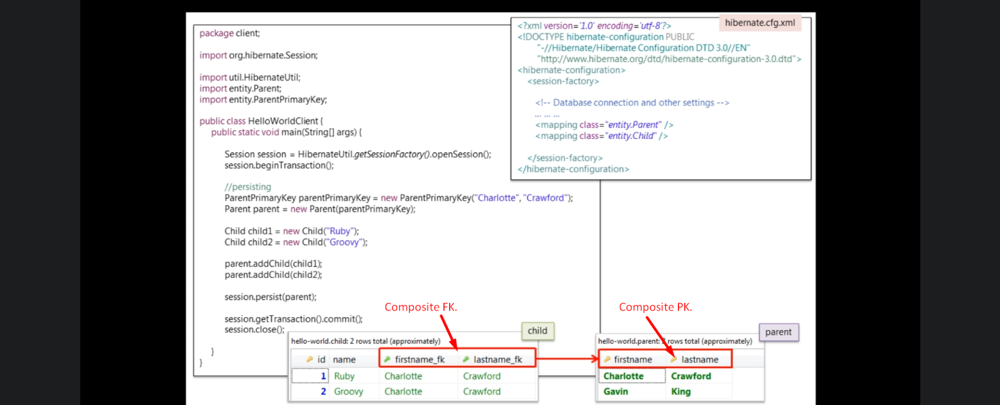 package client;
import org.hibernate.Session;
import util.HibernateUtil;
import entity.Parent;
import entity.ParentPrimaryKey;
public class HelloWorldClient {
public static void main(String[] args) {
Session session = HibernateUtil.getSessionFactory().openSession();
session.beginTransaction();
//persisting
ParentPrimaryKey parentPrimaryKey = new ParentPrimaryKey("Charlotte", "Crawford");
Parent parent = new Parent(parentPrimaryKey);
Child child1 = new Child("Ruby");
Child child2 = new Child("Groovy");
parent.addChild(child1);
parent.addChild(child2);
session.persist(parent);
session.getTransaction().commit();
session.close();
}
}
hibernate.cfg.xml
<?xml version='1.0' encoding='utf-8'?>
<!DOCTYPE hibernate-configuration PUBLIC
"-//Hibernate/Hibernate Configuration DTD 3.0//EN"
"http://www.hibernate.org/dtd/hibernate-configuration-3.0.dtd">
<hibernate-configuration>
<session-factory>
<!-- Database connection and other settings -->
... ... ...
<mapping class="entity.Parent" />
<mapping class="entity.Child" />
</session-factory>
</hibernate-configuration>
Composite FK.
child
hello-world.child: 2 rows total (approximately)
id name firstname_fk lastname_fk
1 Ruby Charlotte Crawford
2 Groovy Charlotte Crawford
Composite PK.
parent
hello-world.parent: rows total (approximately)
firstname lastname
Charlotte Crawford
Gavin King